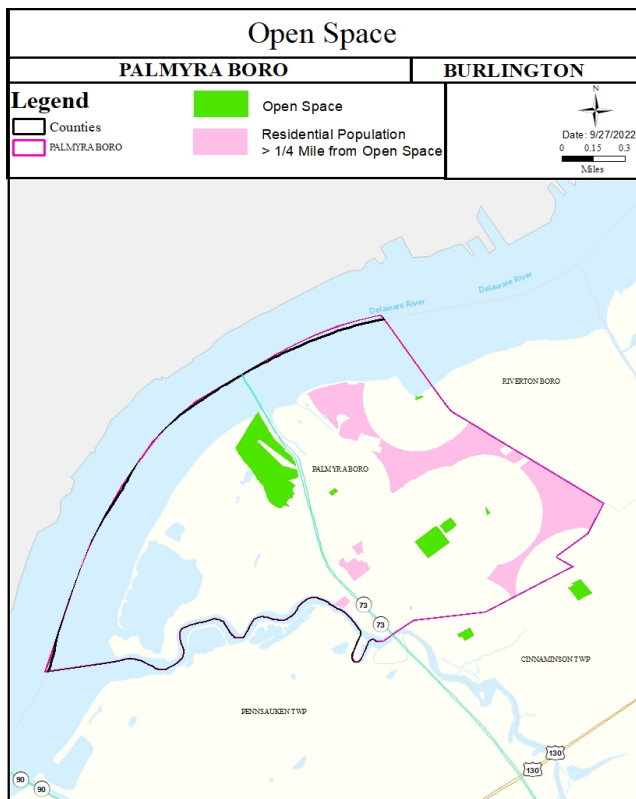 Open Space
PALMYRA BORO
BURLINGTON
Legend
Counties
PALMYRA BORO
Open Space
Residential Population
> 1/4 Mile from Open Space
N
Date: 9/27/2022
0 0.15 0.3
Miles
Delaware River
Delaware River
RIVERTON BORO
PALMYRA BORO
73
73
CINNAMINSON TWP
PENNSAUKEN TWP
130
130
90
90